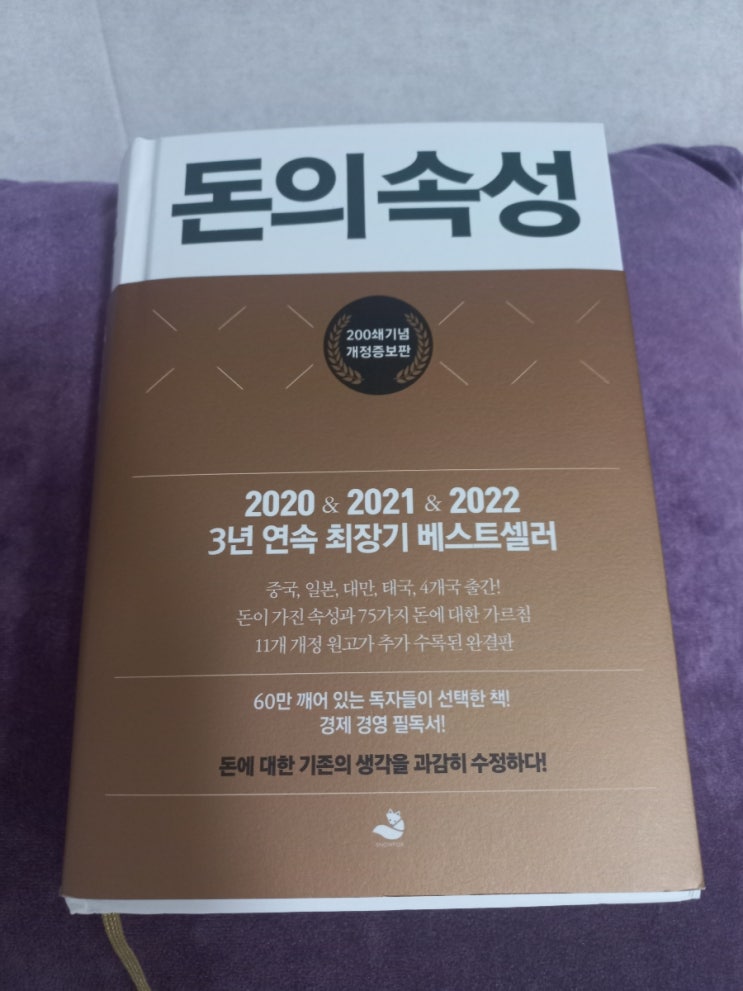 돈의 속성
200쇄기념
개정증보판
2020 & 2021 & 2022
3년 연속 최장기 베스트셀러
중국, 일본, 대만, 태국, 4개국 출간!
돈이 가진 속성과 75가지 돈에 대한 가르침
11개 개정 원고가 추가 수록된 완결판
60만 깨어 있는 독자들이 선택한 책!
경제 경영 필독서!
돈에 대한 기존의 생각을 과감히 수정하다!
SNOWFOX